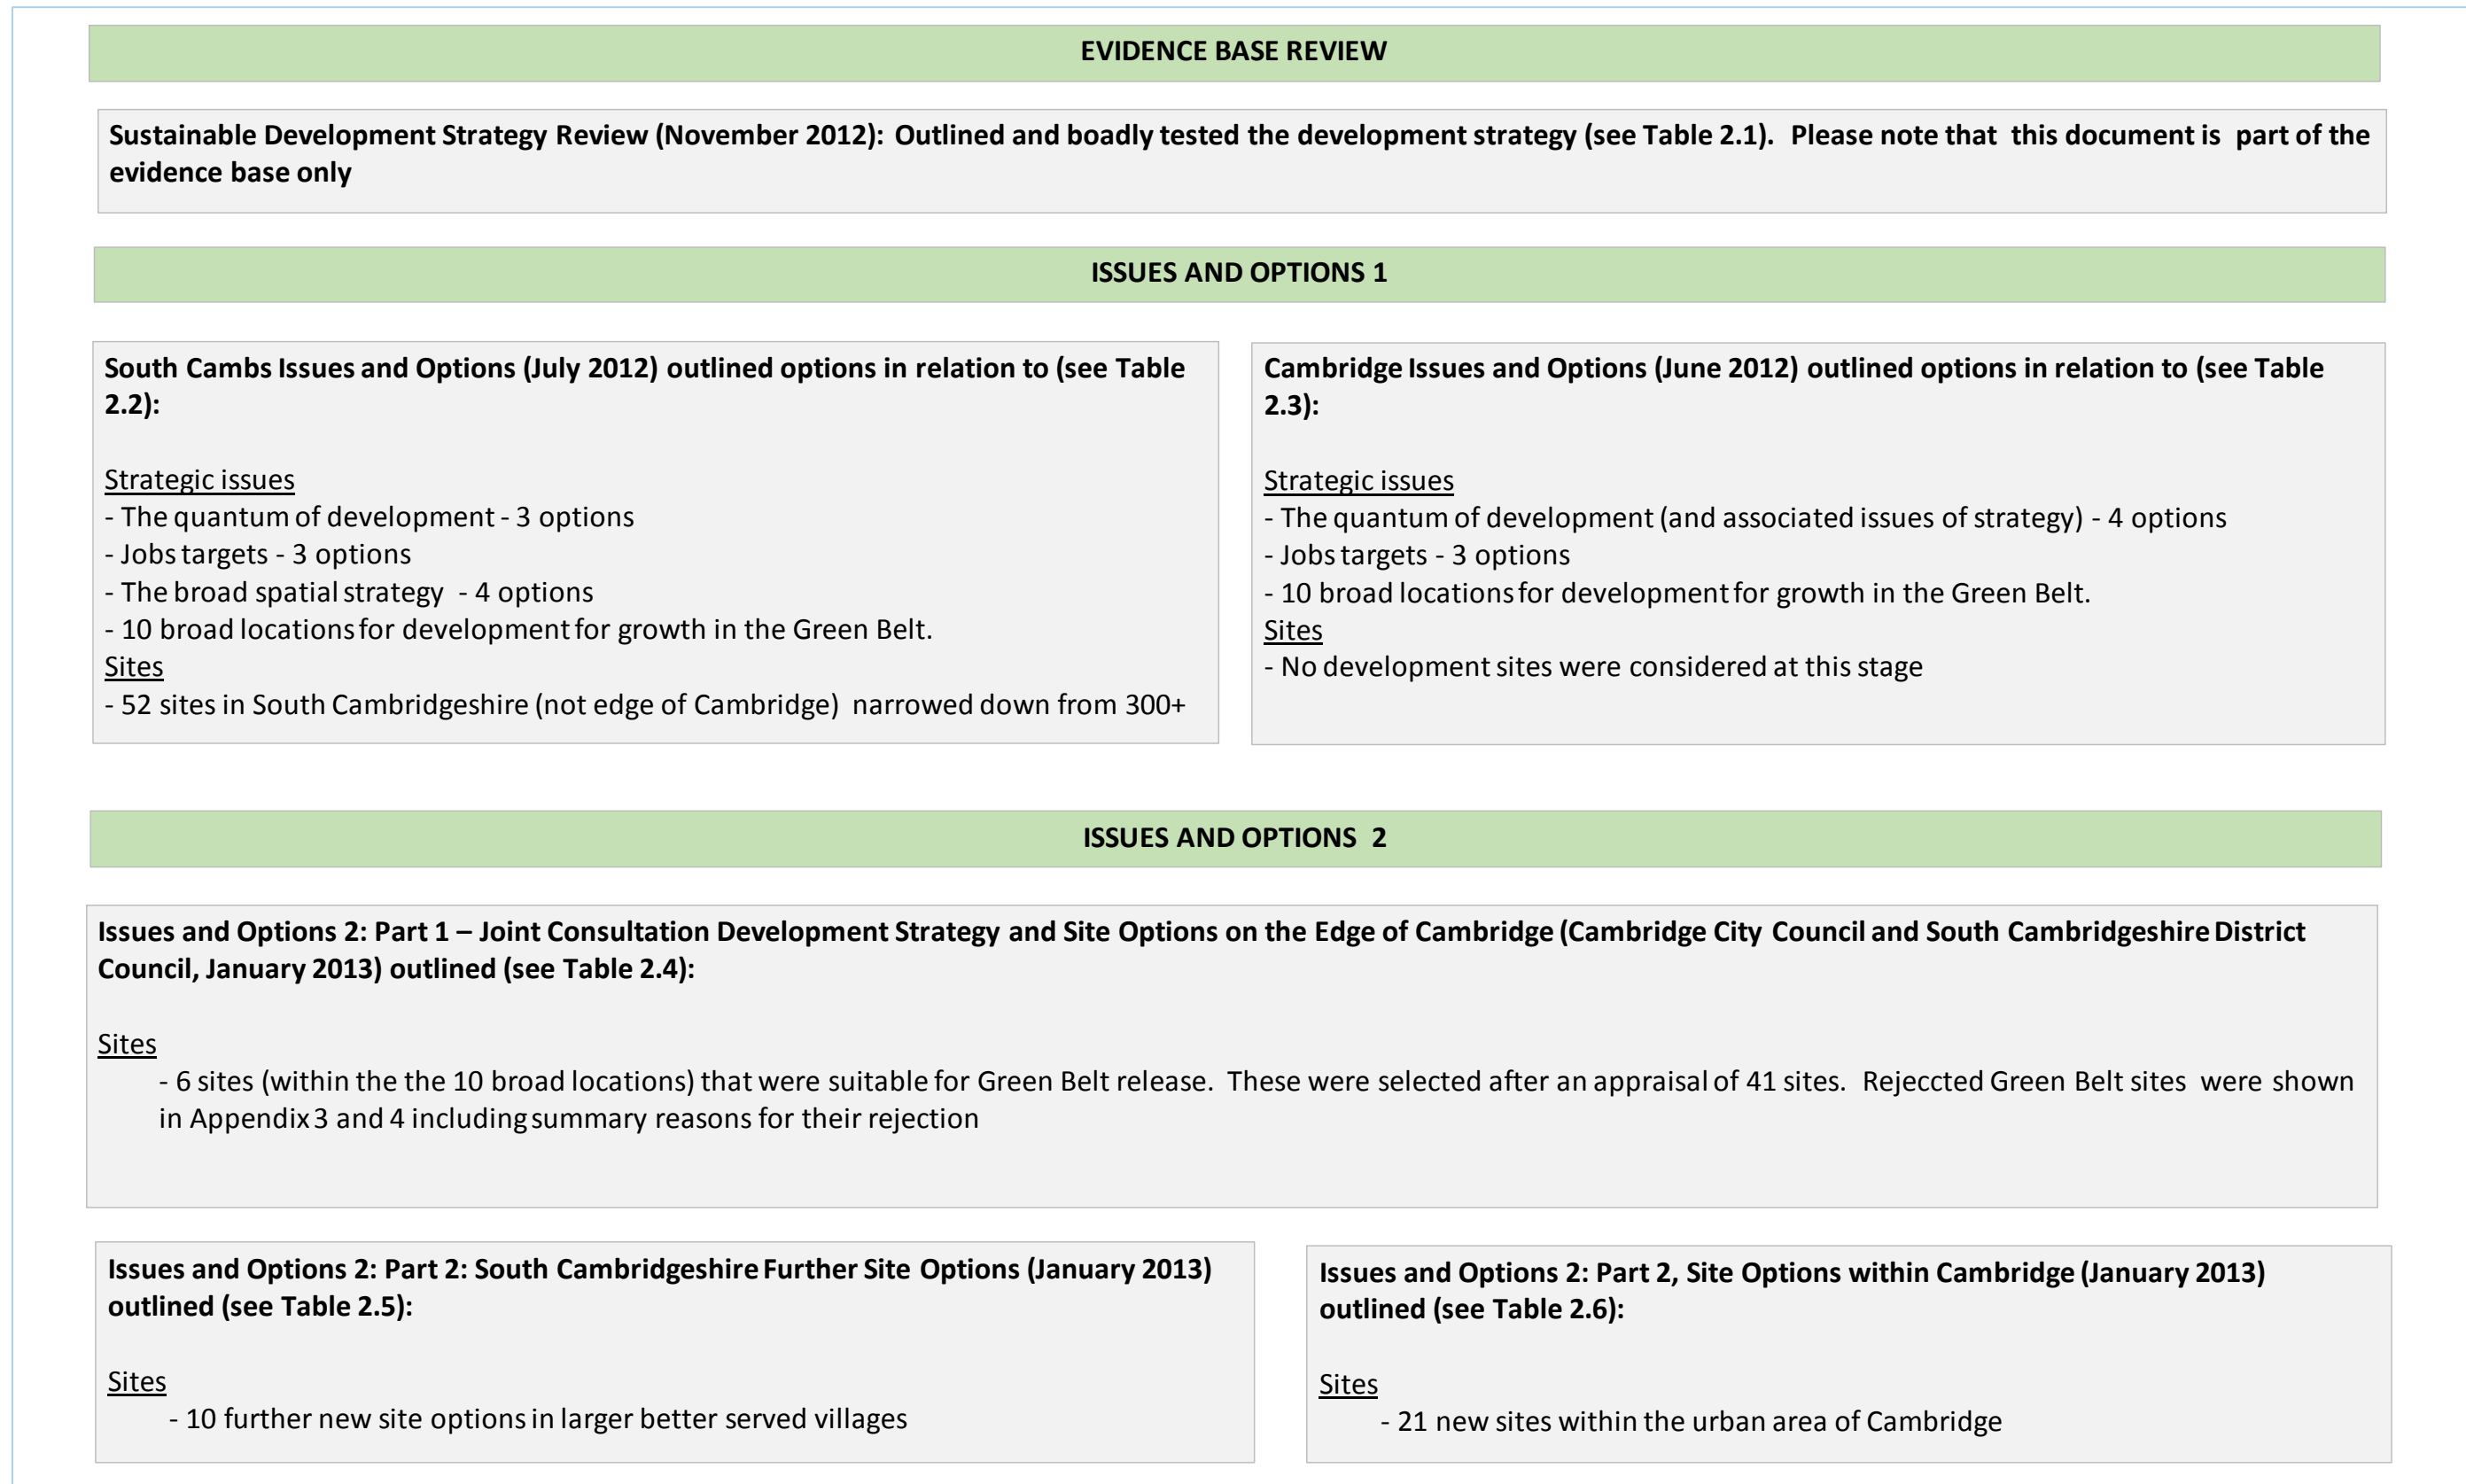 EVIDENCE BASE REVIEW
Sustainable Development Strategy Review (November 2012): Outlined and boadly tested the development strategy (see Table 2.1). Please note that this document is part of the
evidence base only
ISSUES AND OPTIONS 1
South Cambs Issues and Options (July 2012) outlined options in relation to (see Table
2.2):
Strategic issues
- The quantum of development - 3 options
- Jobs targets - 3 options
- The broad spatial strategy - 4 options
- 10 broad locations for development for growth in the Green Belt.
Sites
- 52 sites in South Cambridgeshire (not edge of Cambridge) narrowed down from 300+
Cambridge Issues and Options (June 2012) outlined options in relation to (see Table
2.3):
Strategic issues
- The quantum of development (and associated issues of strategy) - 4 options
- Jobs targets - 3 options
- 10 broad locations for development for growth in the Green Belt.
Sites
- No development sites were considered at this stage
ISSUES AND OPTIONS 2
Issues and Options 2: Part 1 – Joint Consultation Development Strategy and Site Options on the Edge of Cambridge (Cambridge City Council and South Cambridgeshire District
Council, January 2013) outlined (see Table 2.4):
Sites
- 6 sites (within the the 10 broad locations) that were suitable for Green Belt release. These were selected after an appraisal of 41 sites. Rejeccted Green Belt sites were shown
in Appendix 3 and 4 including summary reasons for their rejection
Issues and Options 2: Part 2: South Cambridgeshire Further Site Options (January 2013)
outlined (see Table 2.5):
Sites
- 10 further new site options in larger better served villages
Issues and Options 2: Part 2, Site Options within Cambridge (January 2013)
outlined (see Table 2.6):
Sites
- 21 new sites within the urban area of Cambridge